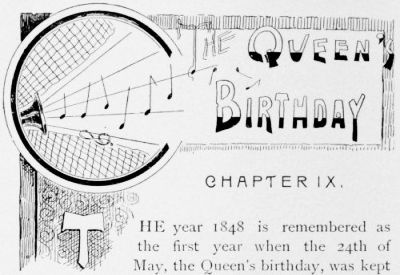 THE QUEEN'S
BIRTHDAY
CHAPTER IX.
THE year 1848 is remembered as
the first year when the 24th of
May, the Queen's birthday, was kept